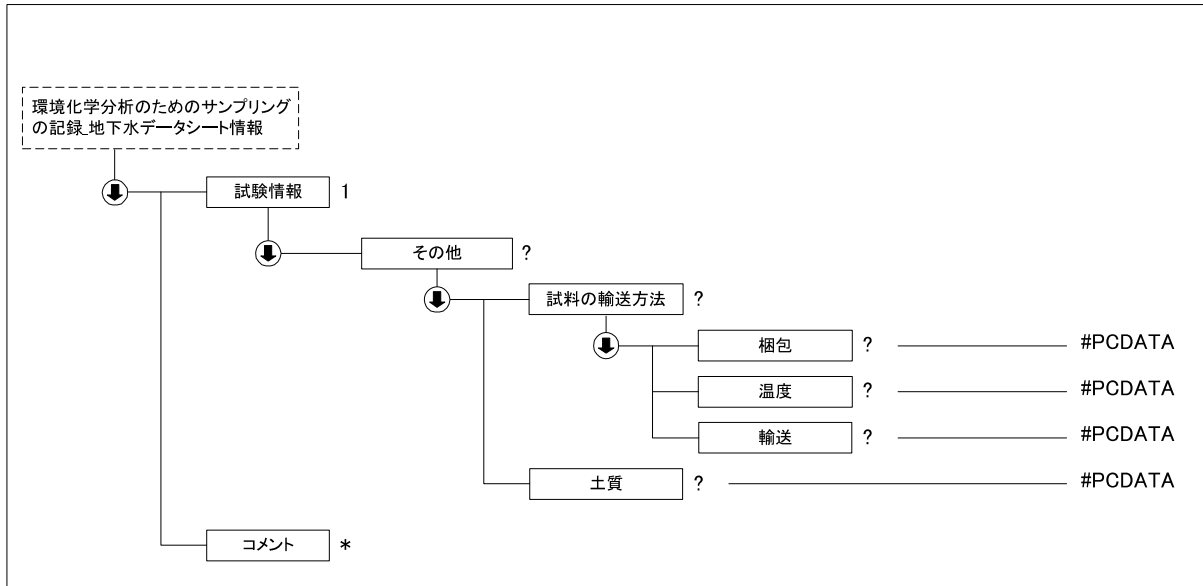 環境化学分析のためのサンプリング
の記録_地下水データシート情報
試験情報 1
その他 ?
試料の輸送方法 ?
梱包 ? #PCDATA
温度 ? #PCDATA
輸送 ? #PCDATA
土質 ? #PCDATA
コメント *